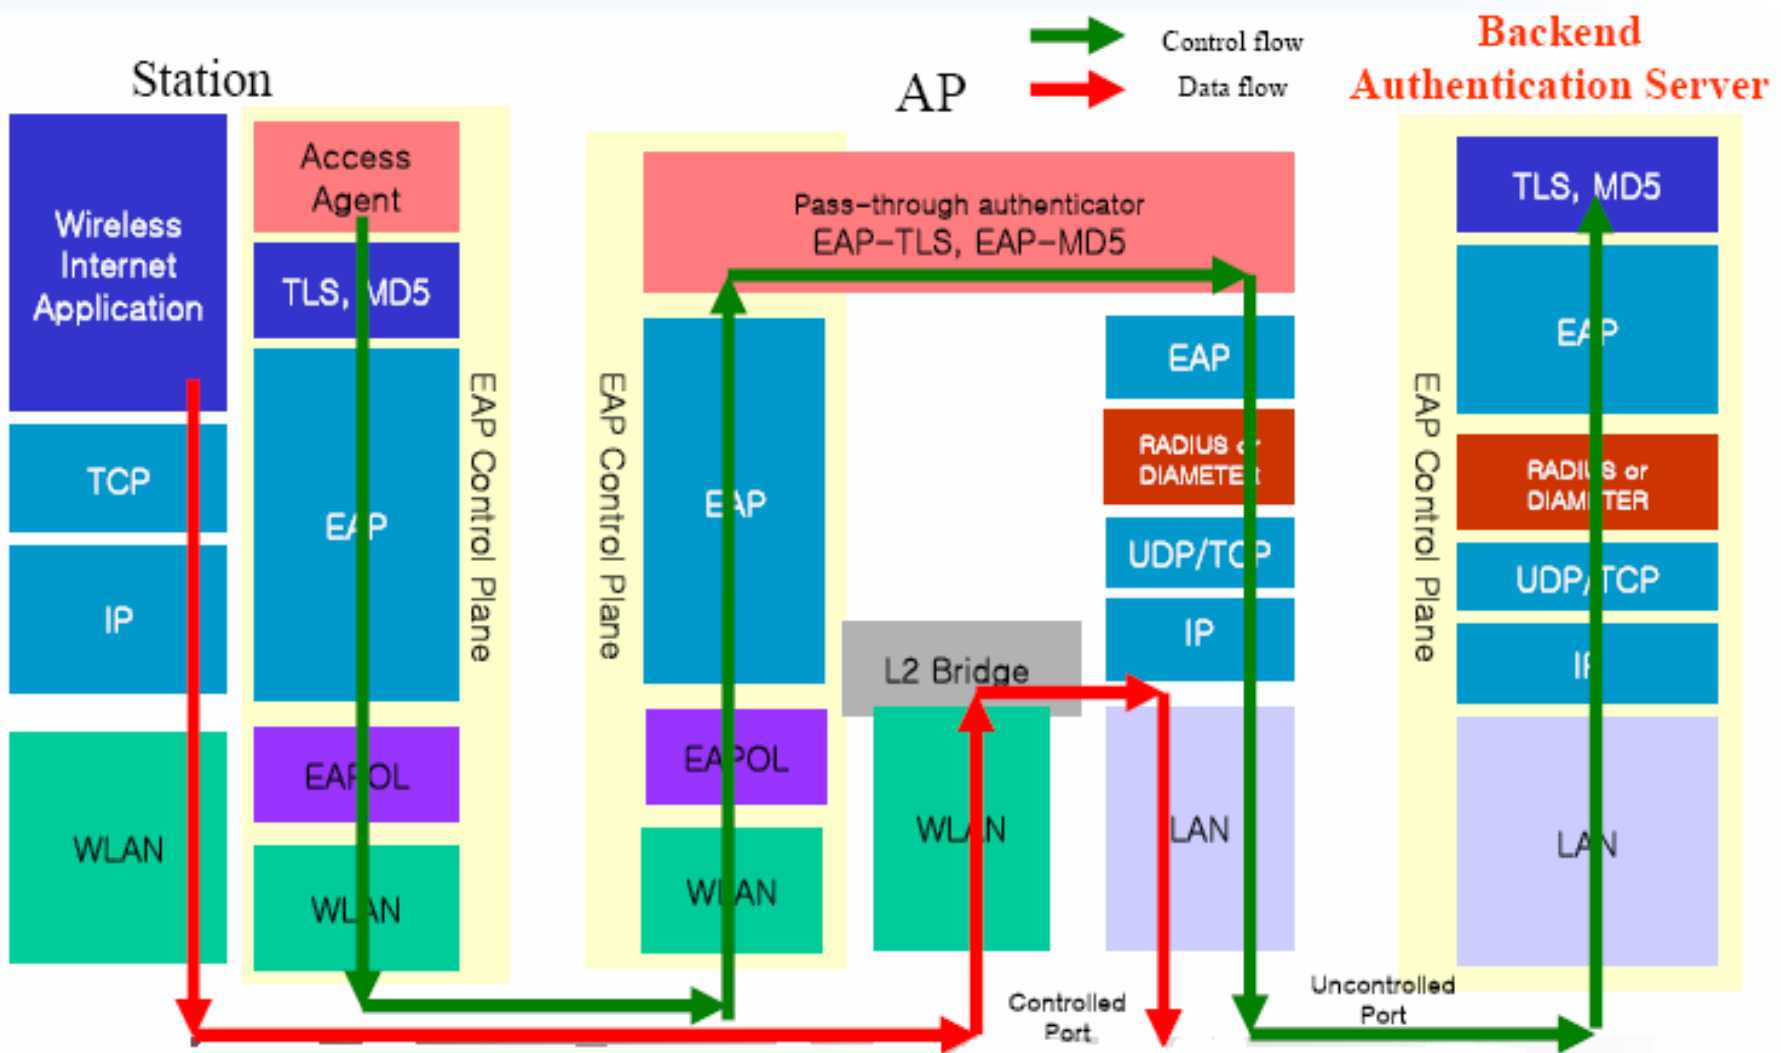 Station
AP
Control flow
Data flow
Backend
Authentication Server
Wireless
Internet
Application
TCP
IP
WLAN
Access
Agent
TLS, MD5
EAP
EAPOL
WLAN
EAP Control Plane
EAP Control Plane
Pass-through authenticator
EAP-TLS, EAP-MD5
EAP
EAPOL
WLAN
L2 Bridge
WLAN
EAP
RADIUS or
DIAMETER
UDP/TCP
IP
LAN
Controlled
Port
Uncontrolled
Port
EAP Control Plane
TLS, MD5
EAP
RADIUS or
DIAMETER
UDP/TCP
IP
LAN